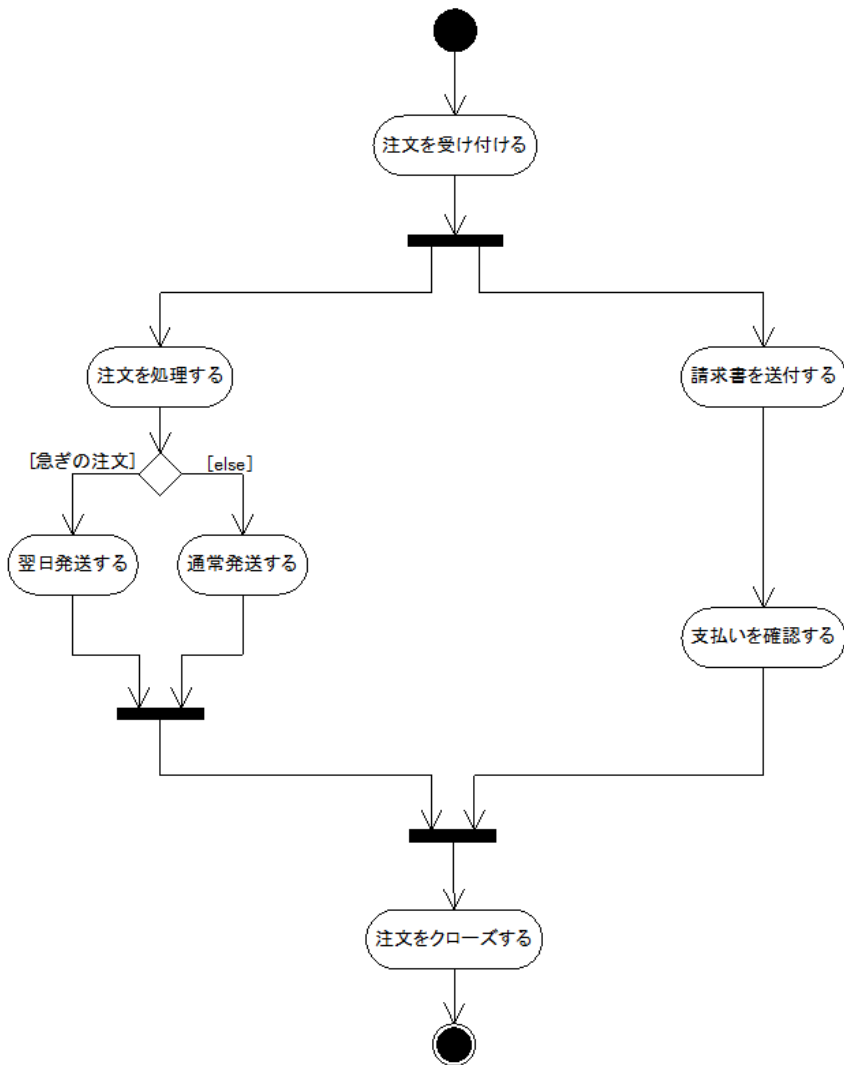 注文を受け付ける
注文を処理する
請求書を送付する
[急ぎの注文]
[else]
翌日発送する
通常発送する
支払いを確認する
注文をクローズする